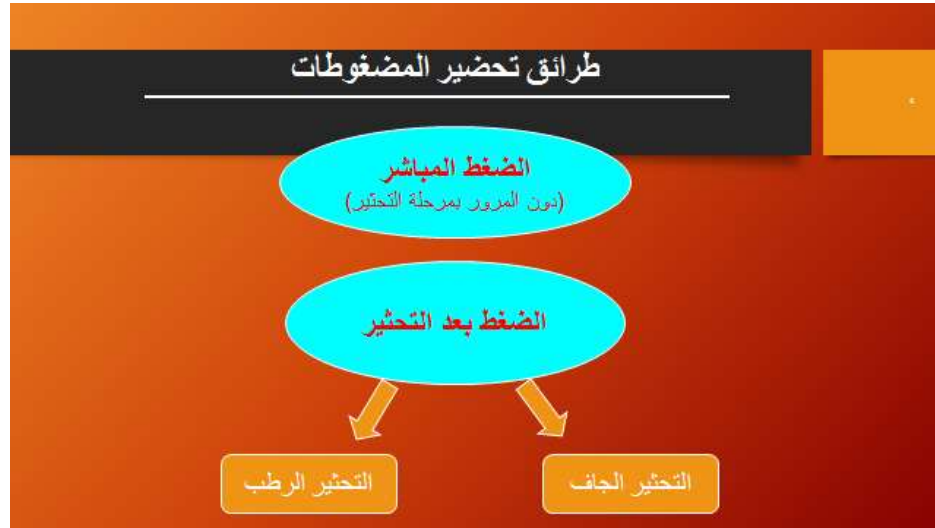 طرائق تحضير المضغوطات
الضغط المباشر
(دون المرور بمرحلة التحثير)
الضغط بعد التحثير
التحثير الجاف
التحثير الرطب